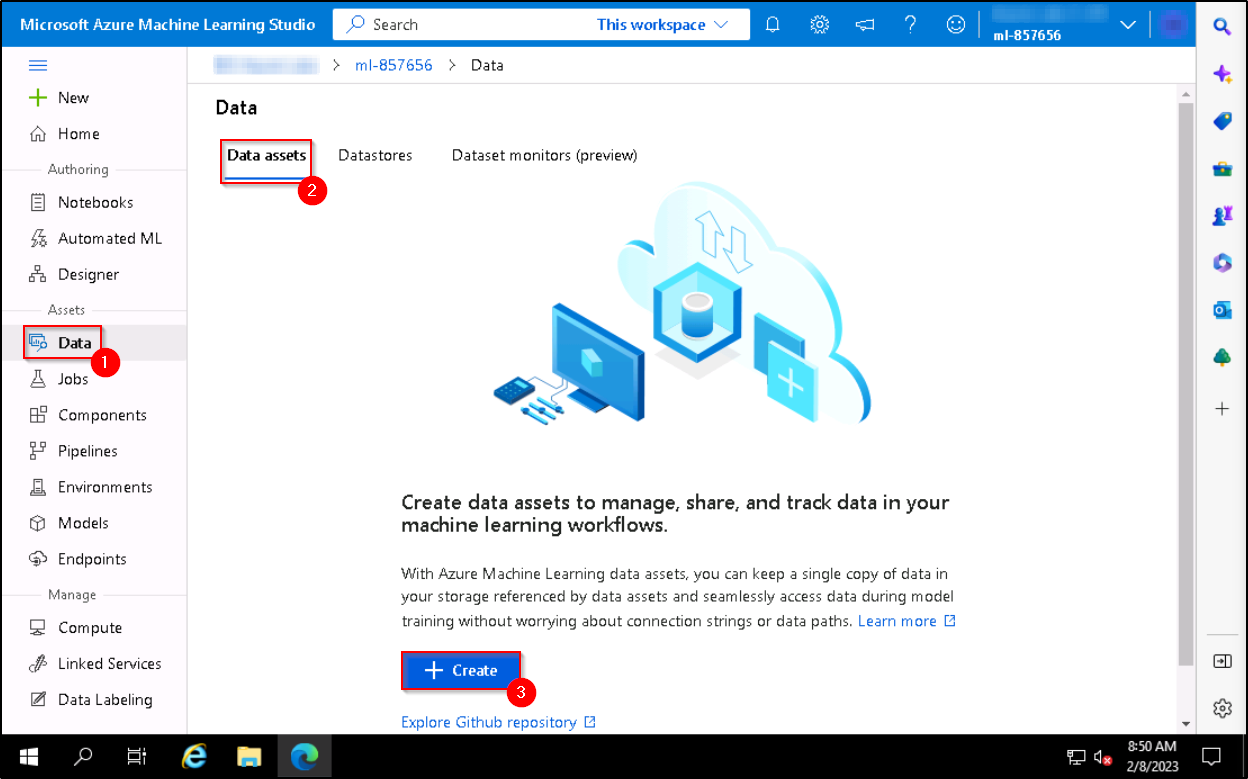 Microsoft Azure Machine Learning Studio
Search
This workspace
ml-857656
ml-857656 > Data
New
Home
Authoring
Notebooks
Automated ML
Designer
Assets
Data
1
Jobs
Components
Pipelines
Environments
Models
Endpoints
Manage
Compute
Linked Services
Data Labeling
Data
Data assets Datastores Dataset monitors (preview)
2
Create data assets to manage, share, and track data in your
machine learning workflows.
With Azure Machine Learning data assets, you can keep a single copy of data in
your storage referenced by data assets and seamlessly access data during model
training without worrying about connection strings or data paths. Learn more
+ Create
3
Explore Github repository
8:50 AM
2/8/2023